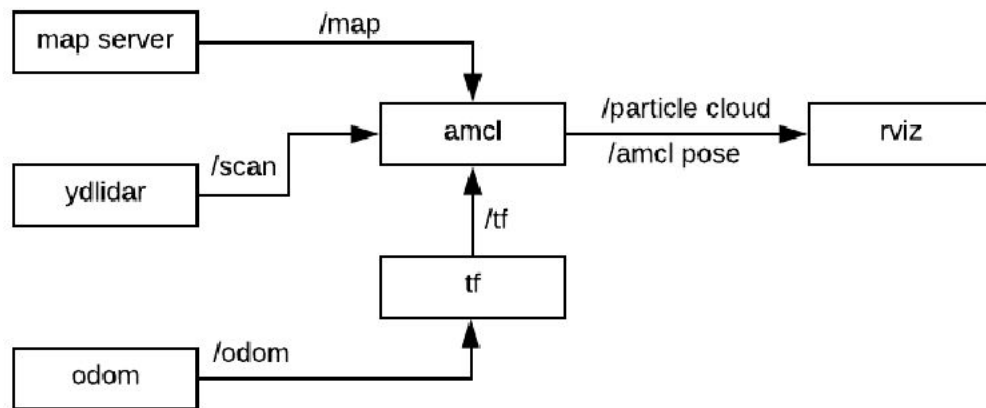 map server
/map
amcl
/particle cloud
/amcl pose
rviz
/scan
ydlidar
/tf
tf
/odom
odom